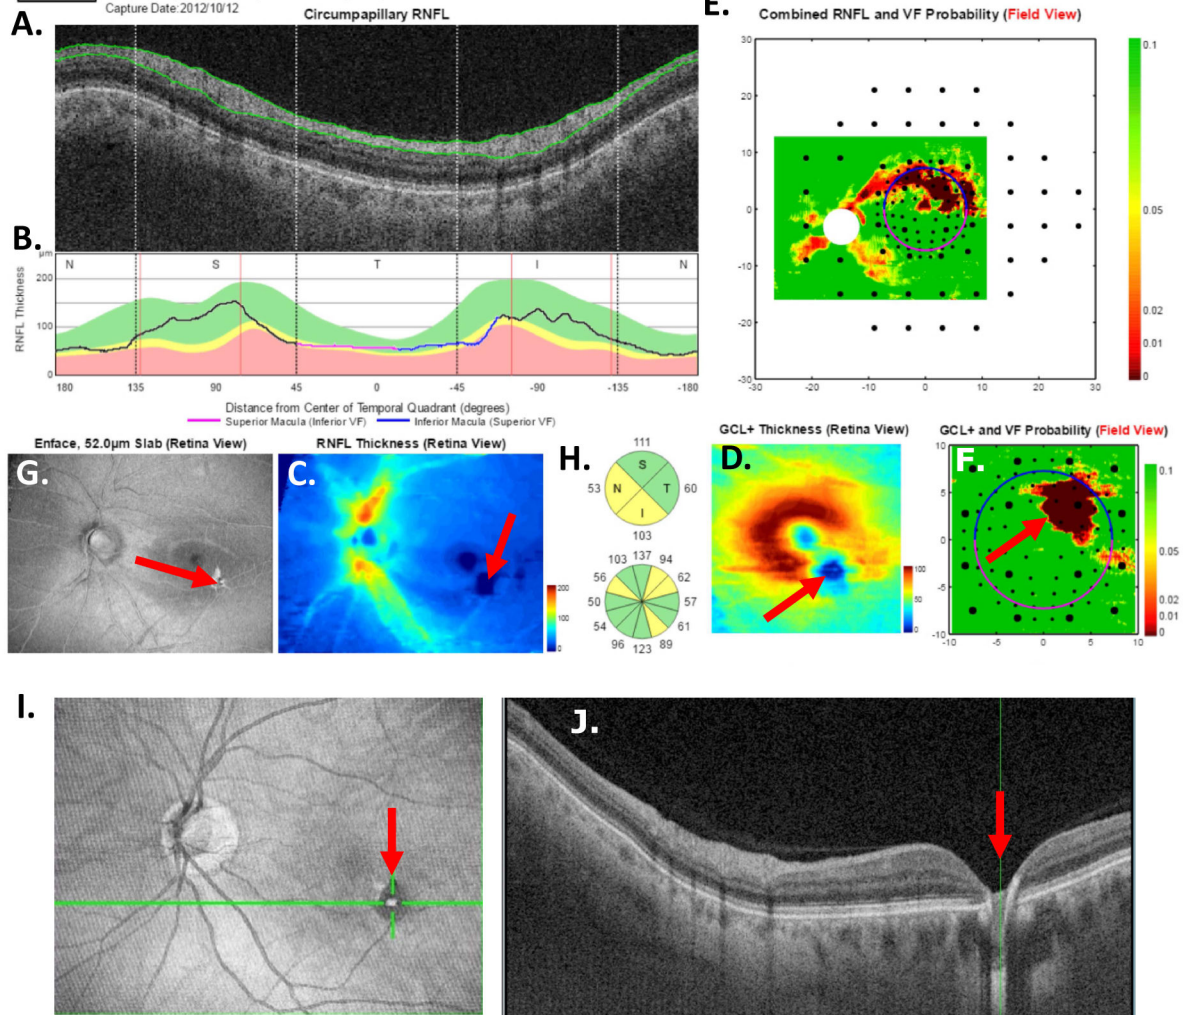 Capture Date:2012/10/12
A.
Circumpapillary RNFL
B.
µm
200
100
0
RNFL Thickness
N
S
T
I
N
180
135
90
45
0
-45
-90
-135
-180
Distance from Center of Temporal Quadrant (degrees)
Superior Macula (Inferior VF)
Inferior Macula (Superior VF)
E.
Combined RNFL and VF Probability (Field View)
30
20
10
0
-10
-20
-30
-30
-20
-10
0
10
20
30
0.1
0.05
0.02
0.01
0
Enface, 52.0µm Slab (Retina View)
G.
RNFL Thickness (Retina View)
C.
200
100
0
H.
111
53
S
N
T
I
60
103
103
137
94
56
62
50
57
54
61
96
123
89
GCL+ Thickness (Retina View)
D.
100
50
0
GCL+ and VF Probability (Field View)
F.
10
5
0
-5
-10
-10
-5
0
5
10
0.1
0.05
0.02
0.01
0
I.
J.